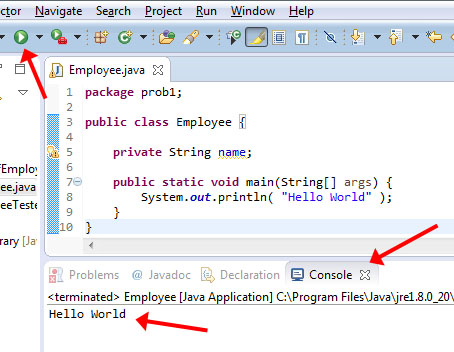 ctor Navigate Search Project Run Window Help
Employee.java
1 package prob1;
2
3 public class Employee {
4
5 private String name;
6
7 public static void main(String[] args) {
8 System.out.println( "Hello World" );
9 }
10 }
fEmploy
ee.java
eeTeste
rary [Jav
Problems @ Javadoc Declaration Console
<terminated> Employee [Java Application] C:\Program Files\Java\jre1.8.0_20\
Hello World